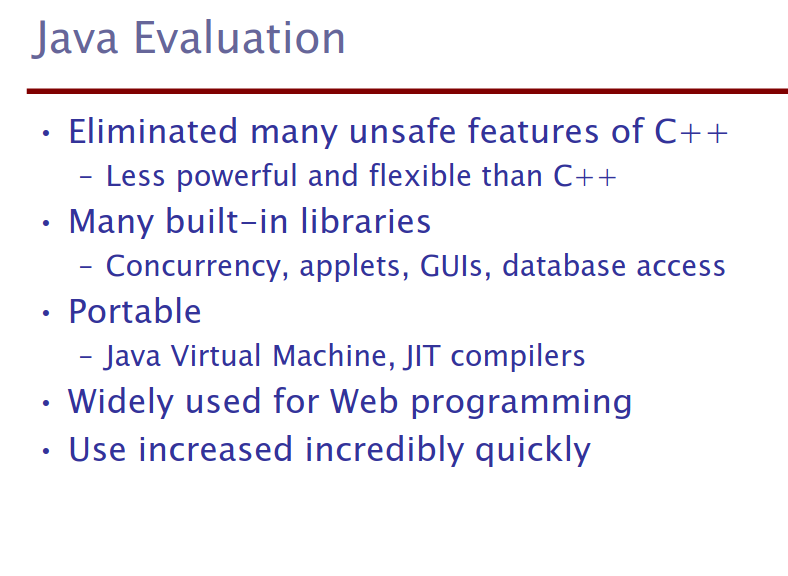 Java Evaluation
• Eliminated many unsafe features of C++
– Less powerful and flexible than C++
• Many built-in libraries
– Concurrency, applets, GUIs, database access
• Portable
– Java Virtual Machine, JIT compilers
• Widely used for Web programming
• Use increased incredibly quickly